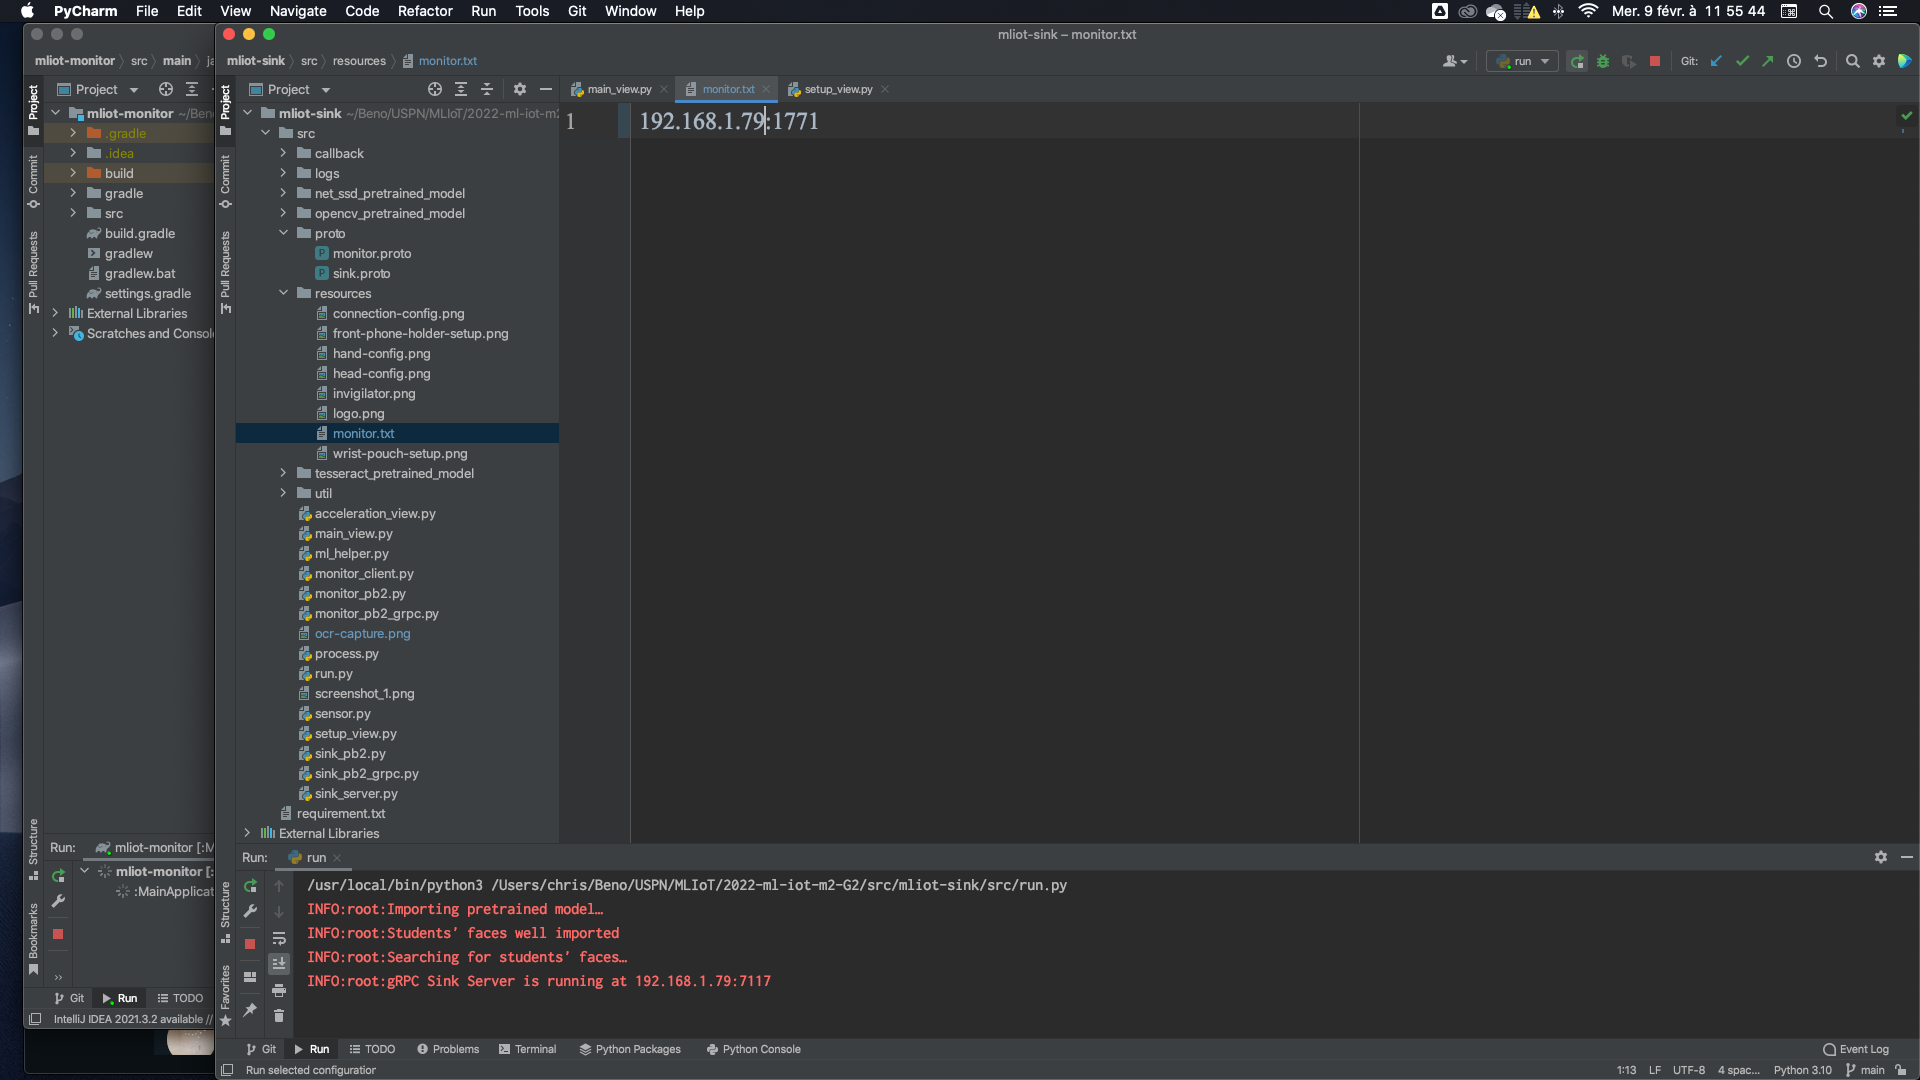 PyCharm File Edit View Navigate Code Refactor Run Tools Git Window Help
Mer. 9 févr. à 11 55 44
mliot-sink – monitor.txt
mliot-monitor src main
mliot-sink src resources monitor.txt
run
Git:
Project
Project
main_view.py
monitor.txt
setup_view.py
Project
Commit
Pull Requests
Structure
Bookmarks
mliot-monitor
.gradle
.idea
build
gradle
src
build.gradle
gradlew
gradlew.bat
settings.gradle
External Libraries
Scratches and Consol
Project
Commit
Pull Requests
Structure
Favorites
mliot-sink ~/Beno/USPN/MLIoT/2022-ml-iot-m2
src
callback
logs
net_ssd_pretrained_model
opencv_pretrained_model
proto
monitor.proto
sink.proto
resources
connection-config.png
front-phone-holder-setup.png
hand-config.png
head-config.png
invigilator.png
logo.png
monitor.txt
wrist-pouch-setup.png
tesseract_pretrained_model
util
acceleration_view.py
main_view.py
ml_helper.py
monitor_client.py
monitor_pb2.py
monitor_pb2_grpc.py
ocr-capture.png
process.py
run.py
screenshot_1.png
sensor.py
setup_view.py
sink_pb2.py
sink_pb2_grpc.py
sink_server.py
requirement.txt
External Libraries
1 192.168.1.79:1771
Run: mliot-monitor [:M
mliot-monitor [:
:MainApplicat
Git Run TODO
IntelliJ IDEA 2021.3.2 available //
Run: run
/usr/local/bin/python3 /Users/chris/Beno/USPN/MLIoT/2022-ml-iot-m2-G2/src/mliot-sink/src/run.py
INFO:root:Importing pretrained model…
INFO:root:Students’ faces well imported
INFO:root:Searching for students’ faces…
INFO:root:gRPC Sink Server is running at 192.168.1.79:7117
Git Run TODO Problems Terminal Python Packages Python Console Event Log
Run selected configuration
1:13 LF UTF-8 4 spac... Python 3.10 main